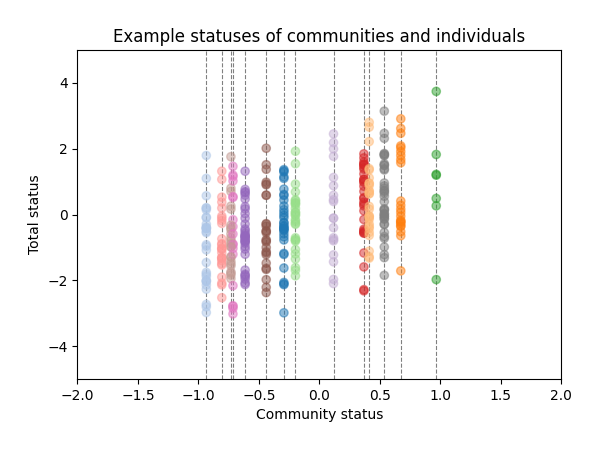 Example statuses of communities and individuals
4
2
0
−2
−4
Total status
−2.0 −1.5 −1.0 −0.5 0.0 0.5 1.0 1.5 2.0
Community status